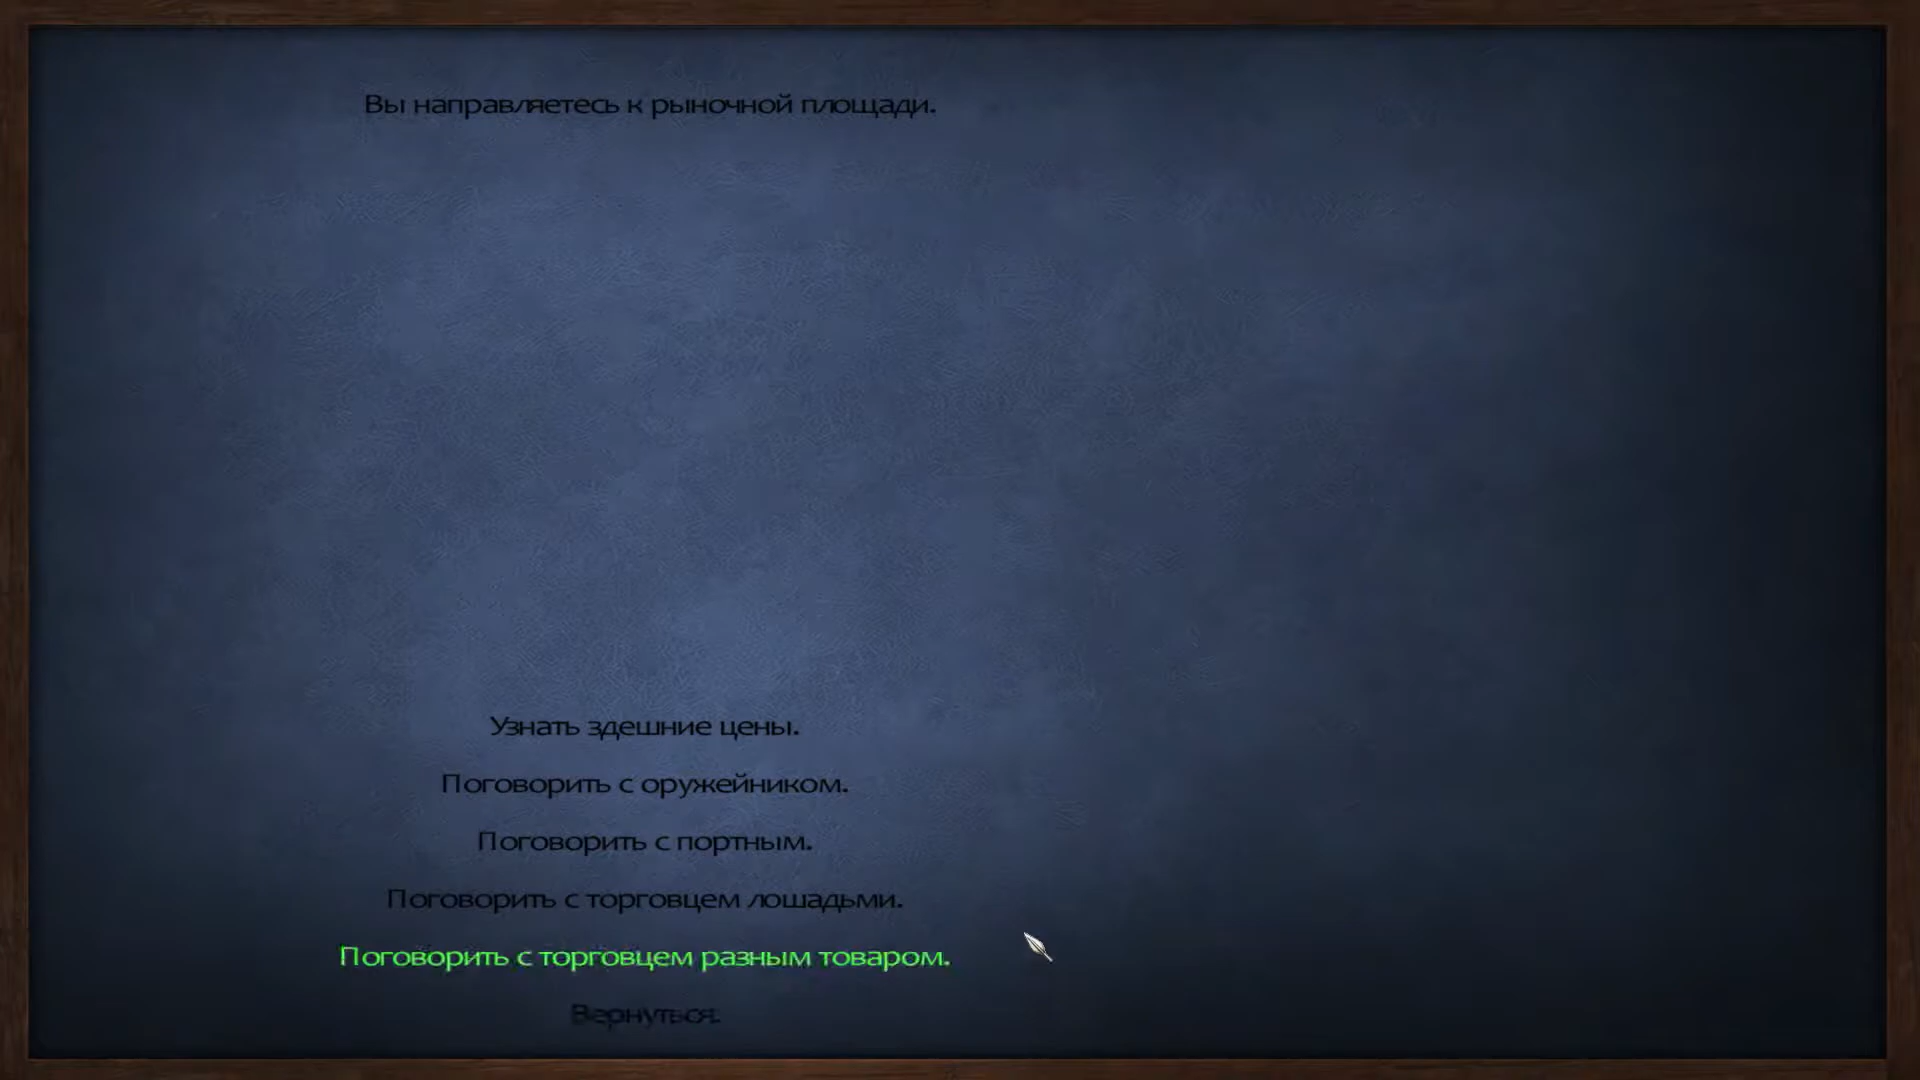 Вы направляетесь к рыночной площади.
Узнать здешние цены.
Поговорить с оружейником.
Поговорить с портным.
Поговорить с торговцем лошадьми.
Поговорить с торговцем разным товаром.
Вернуться.